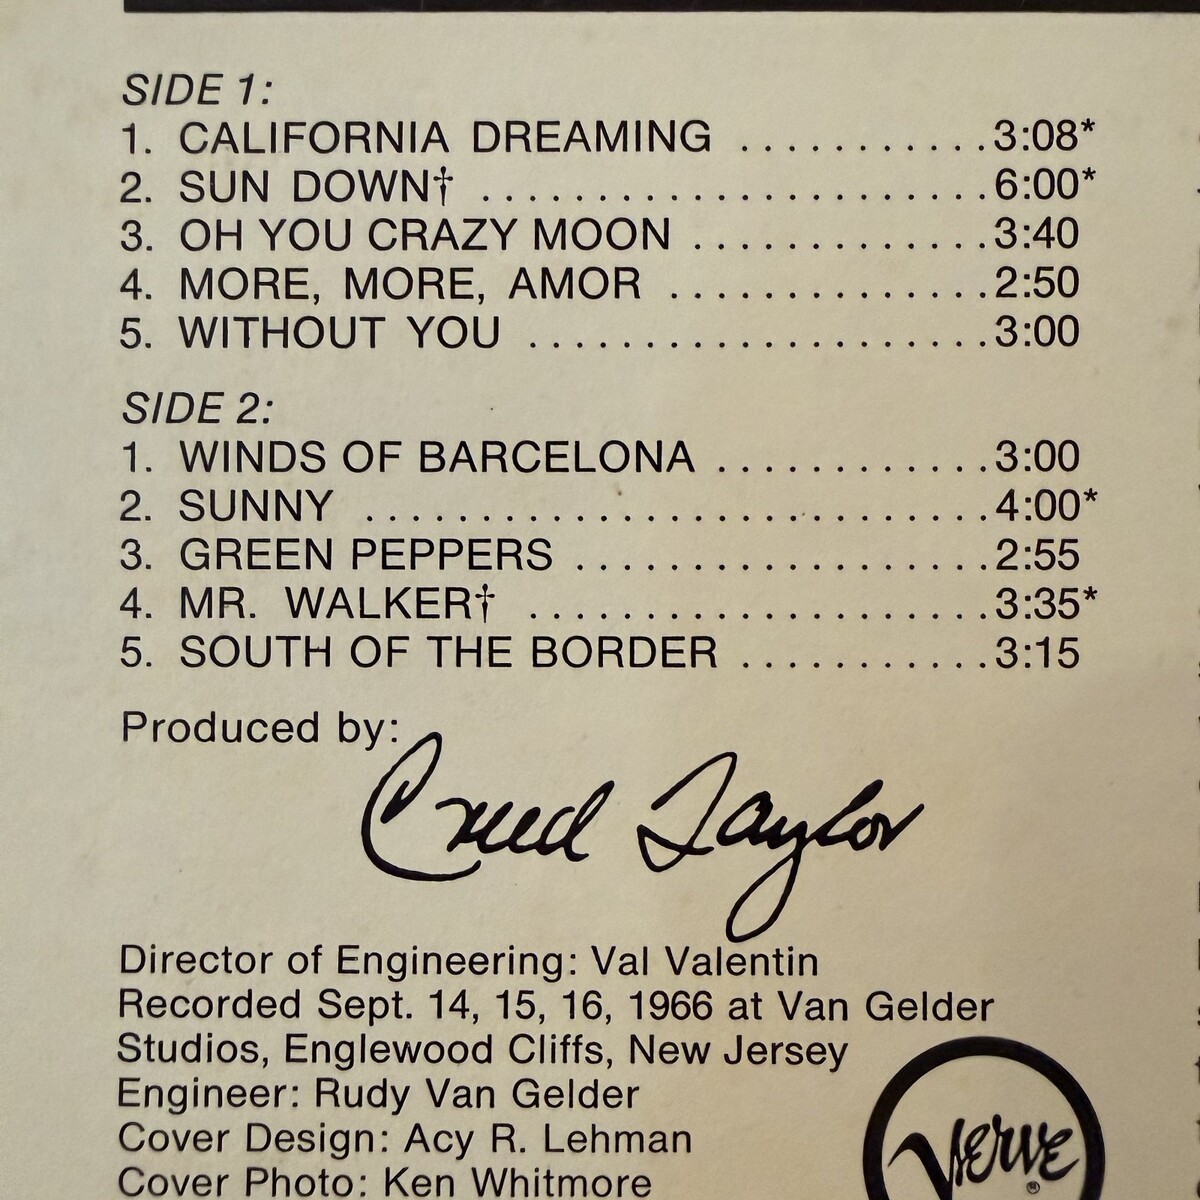 SIDE 1:
1. CALIFORNIA DREAMING ........... 3:08*
2. SUN DOWN† ...................... 6:00*
3. OH YOU CRAZY MOON ............. 3:40
4. MORE, MORE, AMOR .............. 2:50
5. WITHOUT YOU .................... 3:00
SIDE 2:
1. WINDS OF BARCELONA ............ 3:00
2. SUNNY ........................... 4:00*
3. GREEN PEPPERS .................. 2:55
4. MR. WALKER† .................... 3:35*
5. SOUTH OF THE BORDER ........... 3:15
Produced by:
Creed Taylor
Director of Engineering: Val Valentin
Recorded Sept. 14, 15, 16, 1966 at Van Gelder
Studios, Englewood Cliffs, New Jersey
Engineer: Rudy Van Gelder
Cover Design: Acy R. Lehman
Cover Photo: Ken Whitmore
Verve
®